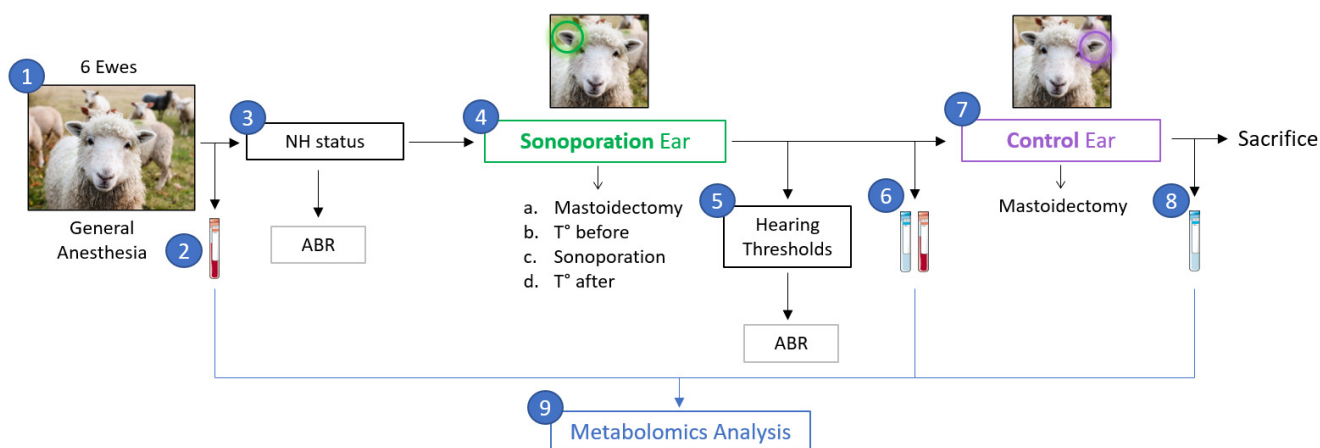 1
6 Ewes
General
Anesthesia
2
3
NH status
ABR
4
Sonoporation Ear
a. Mastoidectomy
b. T° before
c. Sonoporation
d. T° after
5
Hearing
Thresholds
ABR
6
7
Control Ear
Mastoidectomy
8
Sacrifice
9
Metabolomics Analysis